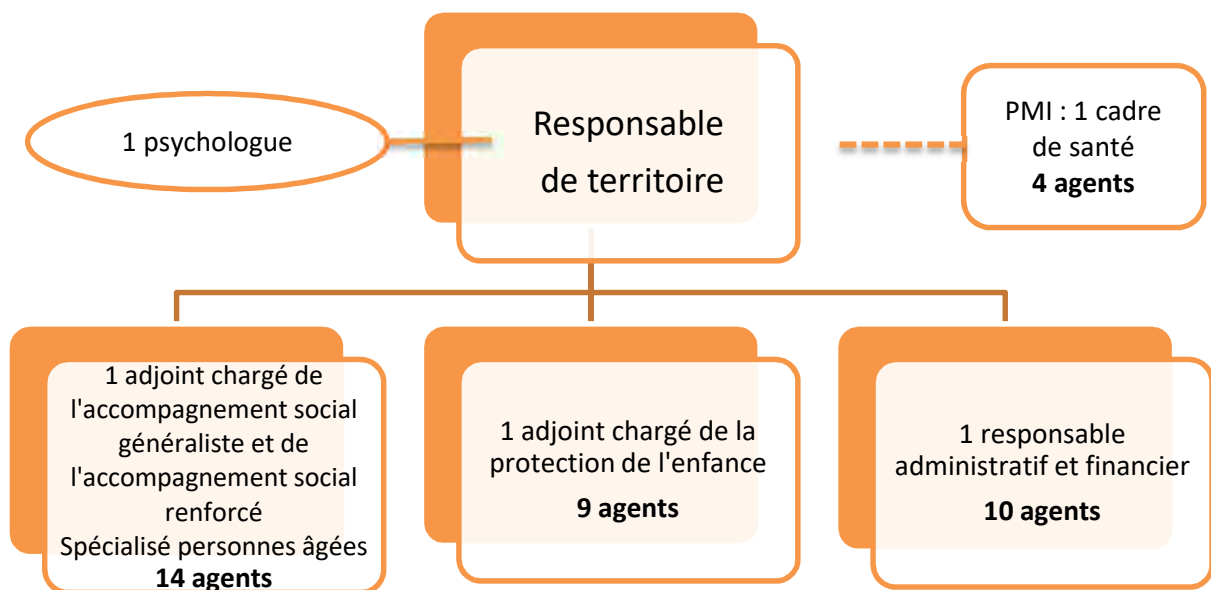 1 psychologue
Responsable
de territoire
PMI : 1 cadre
de santé
4 agents
1 adjoint chargé de
l'accompagnement social
généraliste et de
l'accompagnement social
renforcé
Spécialisé personnes âgées
14 agents
1 adjoint chargé de la
protection de l'enfance
9 agents
1 responsable
administratif et financier
10 agents